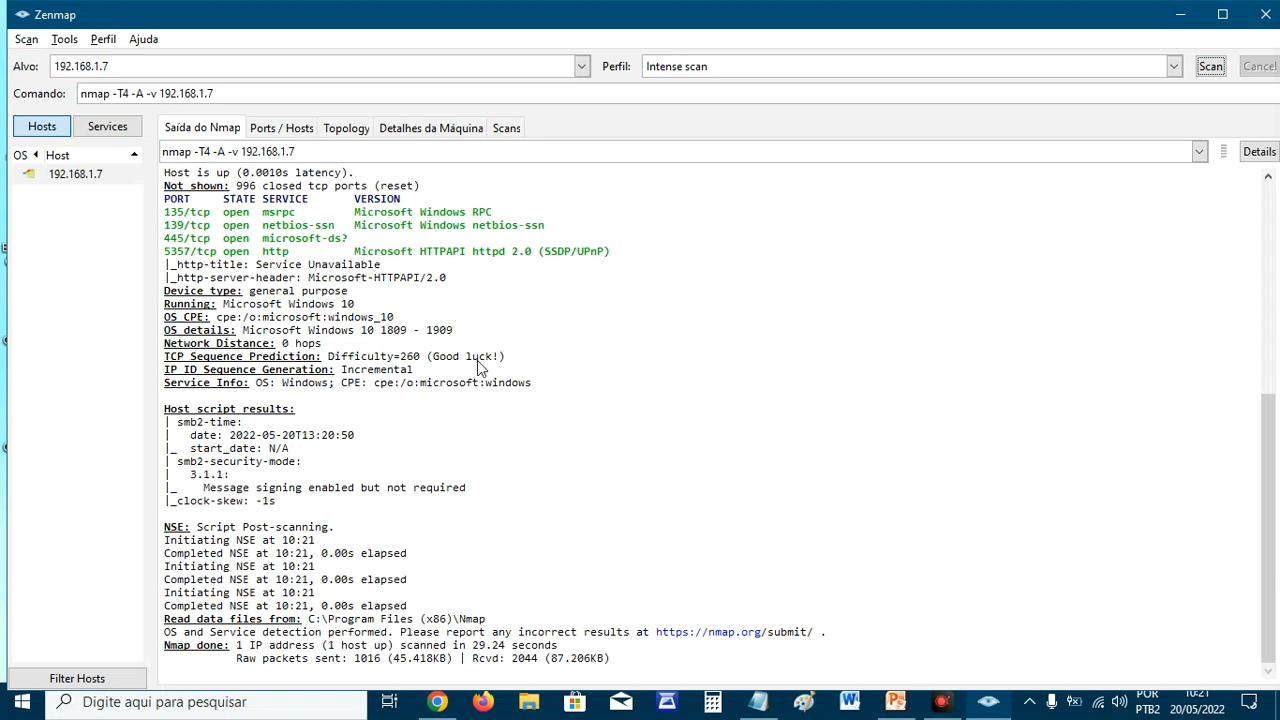 Zenmap
Scan Tools Perfil Ajuda
Alvo: 192.168.1.7 Perfil: Intense scan Scan Cancel
Comando: nmap -T4 -A -v 192.168.1.7
Hosts Services Saída do Nmap Ports / Hosts Topology Detalhes da Máquina Scans
OS Host nmap -T4 -A -v 192.168.1.7 Details
192.168.1.7
Host is up (0.0010s latency).
Not shown: 996 closed tcp ports (reset)
PORT STATE SERVICE VERSION
135/tcp open msrpc Microsoft Windows RPC
139/tcp open netbios-ssn Microsoft Windows netbios-ssn
445/tcp open microsoft-ds?
5357/tcp open http Microsoft HTTPAPI httpd 2.0 (SSDP/UPnP)
|_http-title: Service Unavailable
|_http-server-header: Microsoft-HTTPAPI/2.0
Device type: general purpose
Running: Microsoft Windows 10
OS CPE: cpe:/o:microsoft:windows_10
OS details: Microsoft Windows 10 1809 - 1909
Network Distance: 0 hops
TCP Sequence Prediction: Difficulty=260 (Good luck!)
IP ID Sequence Generation: Incremental
Service Info: OS: Windows; CPE: cpe:/o:microsoft:windows
Host script results:
| smb2-time:
|   date: 2022-05-20T13:20:50
|_  start_date: N/A
| smb2-security-mode:
|   3.1.1:
|_    Message signing enabled but not required
|_clock-skew: -1s
NSE: Script Post-scanning.
Initiating NSE at 10:21
Completed NSE at 10:21, 0.00s elapsed
Initiating NSE at 10:21
Completed NSE at 10:21, 0.00s elapsed
Initiating NSE at 10:21
Completed NSE at 10:21, 0.00s elapsed
Read data files from: C:\Program Files (x86)\Nmap
OS and Service detection performed. Please report any incorrect results at https://nmap.org/submit/ .
Nmap done: 1 IP address (1 host up) scanned in 29.24 seconds
Raw packets sent: 1016 (45.418KB) | Rcvd: 2044 (87.206KB)
Filter Hosts
Digite aqui para pesquisar
POR
PTB2
10:21
20/05/2022